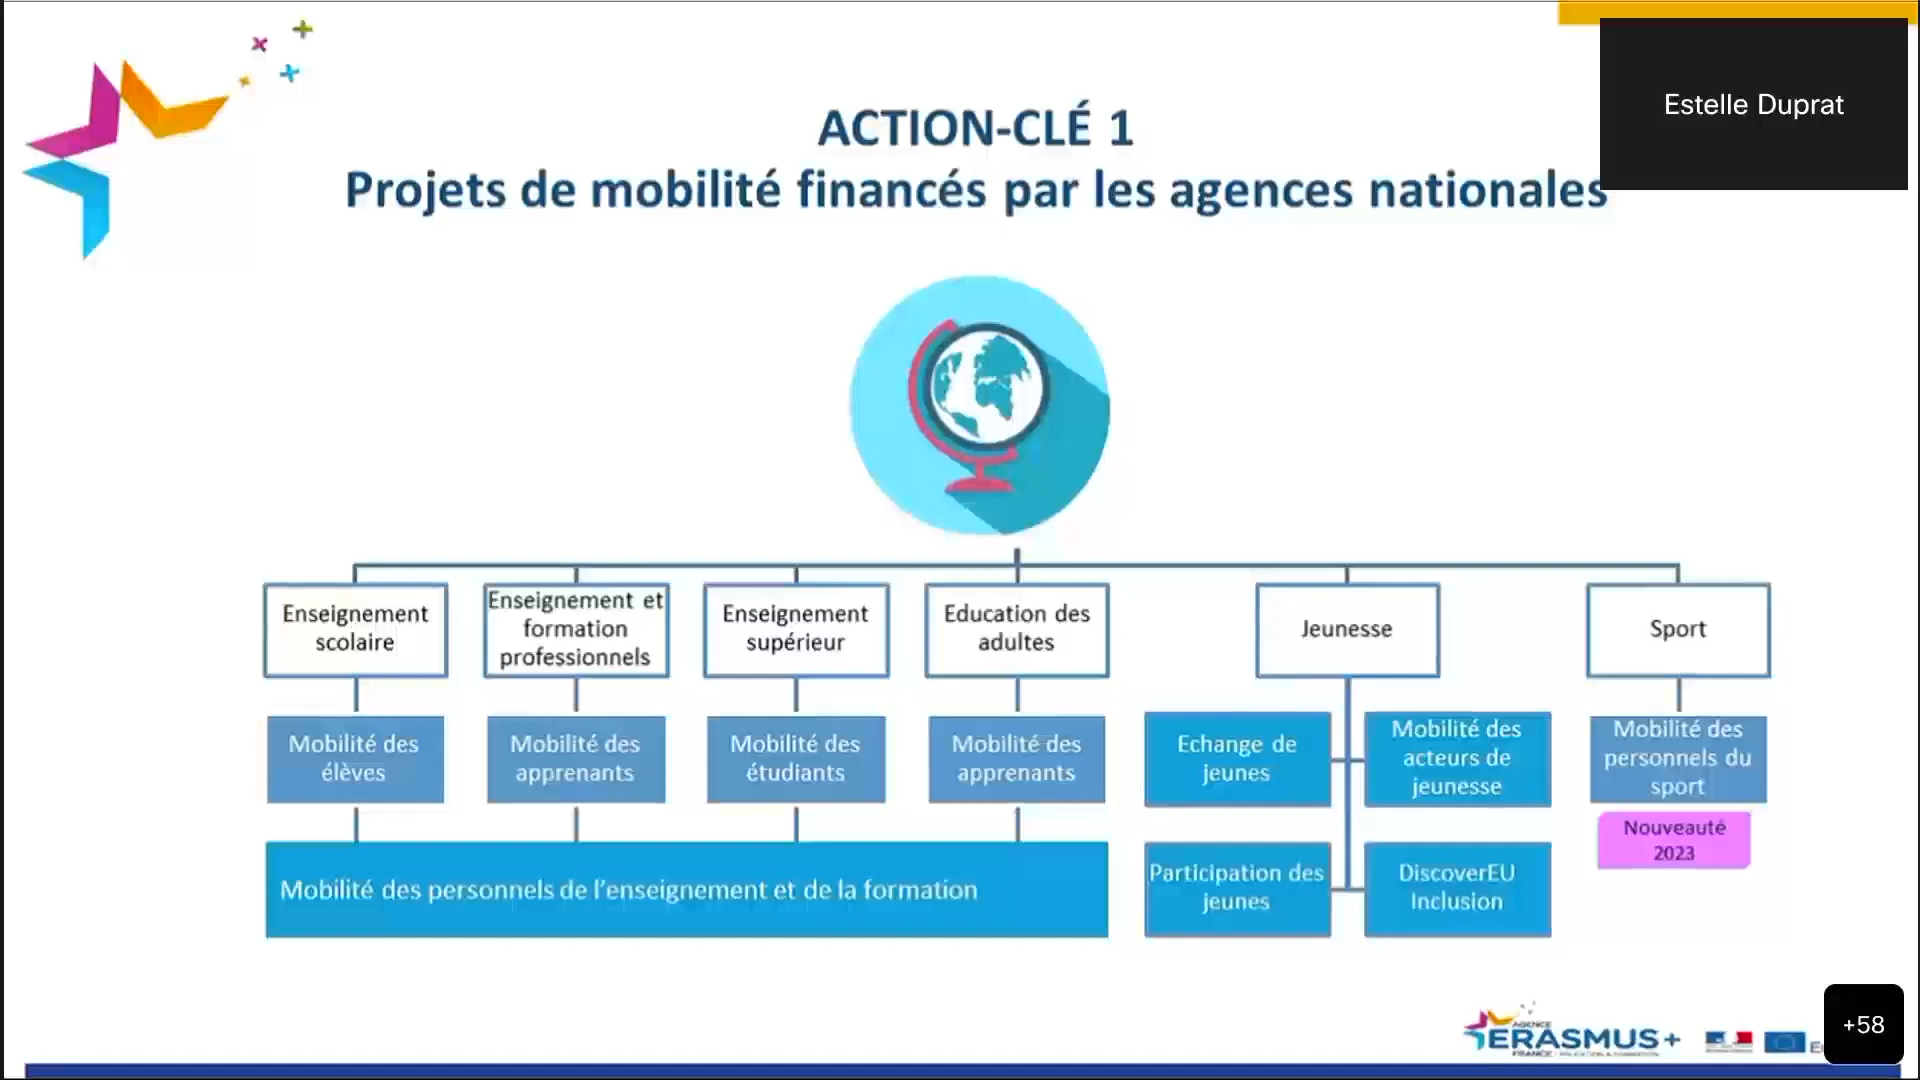 Estelle Duprat
ACTION-CLÉ 1
Projets de mobilité financés par les agences nationales
Enseignement
scolaire
Enseignement et
formation
professionnels
Enseignement
supérieur
Education des
adultes
Jeunesse
Sport
Mobilité des
élèves
Mobilité des
apprenants
Mobilité des
étudiants
Mobilité des
apprenants
Echange de
jeunes
Mobilité des
acteurs de
jeunesse
Mobilité des
personnels du
sport
Nouveauté
2023
Mobilité des personnels de l’enseignement et de la formation
Participation des
jeunes
DiscoverEU
Inclusion
AGENCE
ERASMUS+
FRANCE
+58